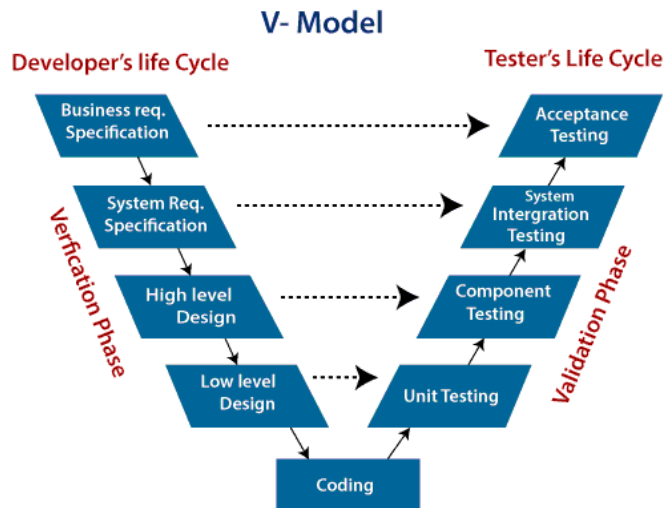 V- Model
Developer's life Cycle
Tester's Life Cycle
Business req.
Specification
Acceptance
Testing
System Req.
Specification
System
Intergration
Testing
High level
Design
Component
Testing
Low level
Design
Unit Testing
Coding
Verfication Phase
Validation Phase